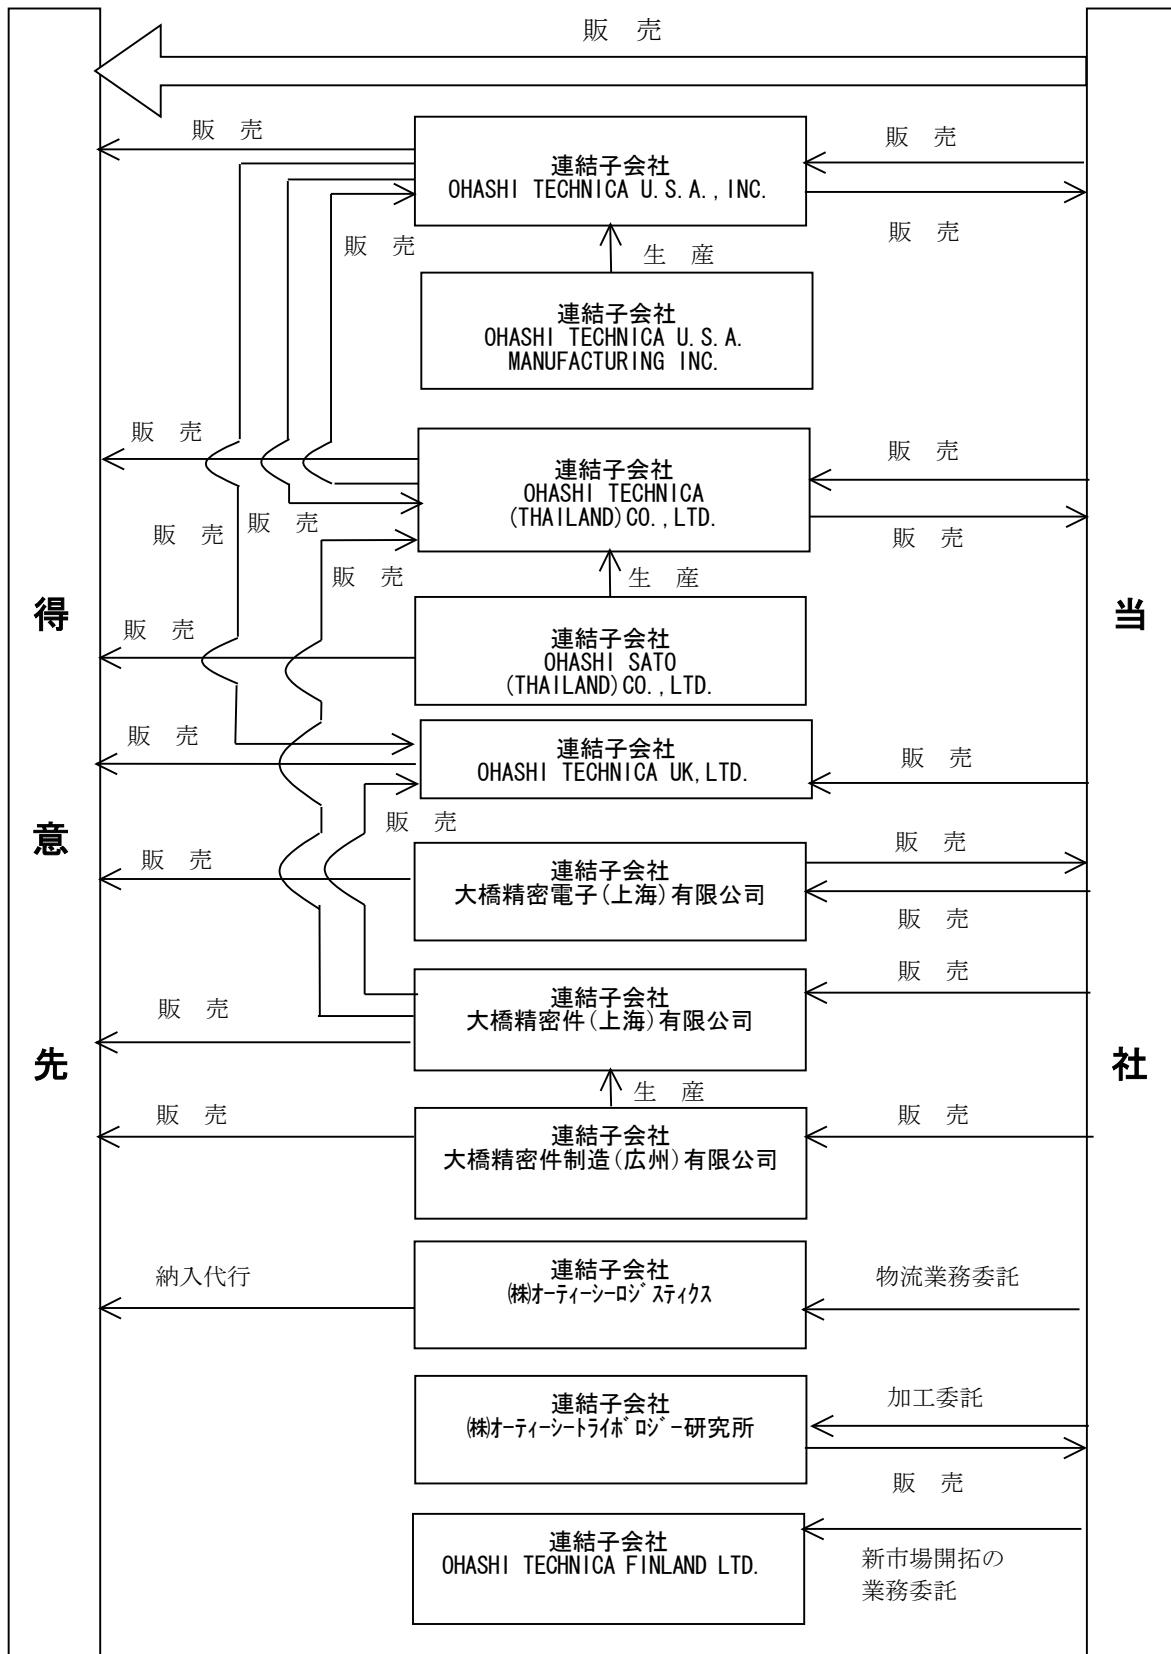 販　売
販　売
販　売
連結子会社
OHASHI TECHNICA U.S.A.,INC.
販　売
販　売
生　産
連結子会社
OHASHI TECHNICA U.S.A.
MANUFACTURING INC.
販　売
販　売
連結子会社
OHASHI TECHNICA
(THAILAND)CO.,LTD.
販　売
販　売
販　売
販　売
生　産
得
意
先
当
社
販　売
連結子会社
OHASHI SATO
(THAILAND)CO.,LTD.
販　売
連結子会社
OHASHI TECHNICA UK,LTD.
販　売
販　売
販　売
連結子会社
大橋精密電子(上海)有限公司
販　売
販　売
販　売
連結子会社
大橋精密件(上海)有限公司
販　売
生　産
販　売
連結子会社
大橋精密件制造(広州)有限公司
販　売
納入代行
連結子会社
㈱ｵｰﾃｨｰｼｰﾛｼﾞｽﾃｨｸｽ
物流業務委託
連結子会社
㈱ｵｰﾃｨｰｼｰﾄﾗｲﾎﾞﾛｼﾞｰ研究所
加工委託
販　売
連結子会社
OHASHI TECHNICA FINLAND LTD.
新市場開拓の
業務委託